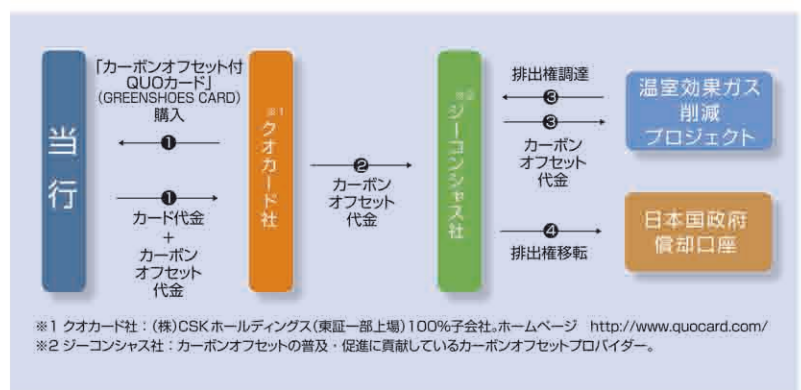 当行
「カーボンオフセット付
QUOカード」
(GREENSHOES CARD)
購入
❶
❶
カード代金
+
カーボン
オフセット
代金
※1
クオカード社
❷
カーボン
オフセット
代金
※2
ジーコンシャス社
排出権調達
❸
❸
カーボン
オフセット
代金
❹
排出権移転
温室効果ガス
削減
プロジェクト
日本国政府
償却口座
※1 クオカード社:(株)CSKホールディングス(東証一部上場)100%子会社。ホームページ http://www.quocard.com/
※2 ジーコンシャス社:カーボンオフセットの普及・促進に貢献しているカーボンオフセットプロバイダー。